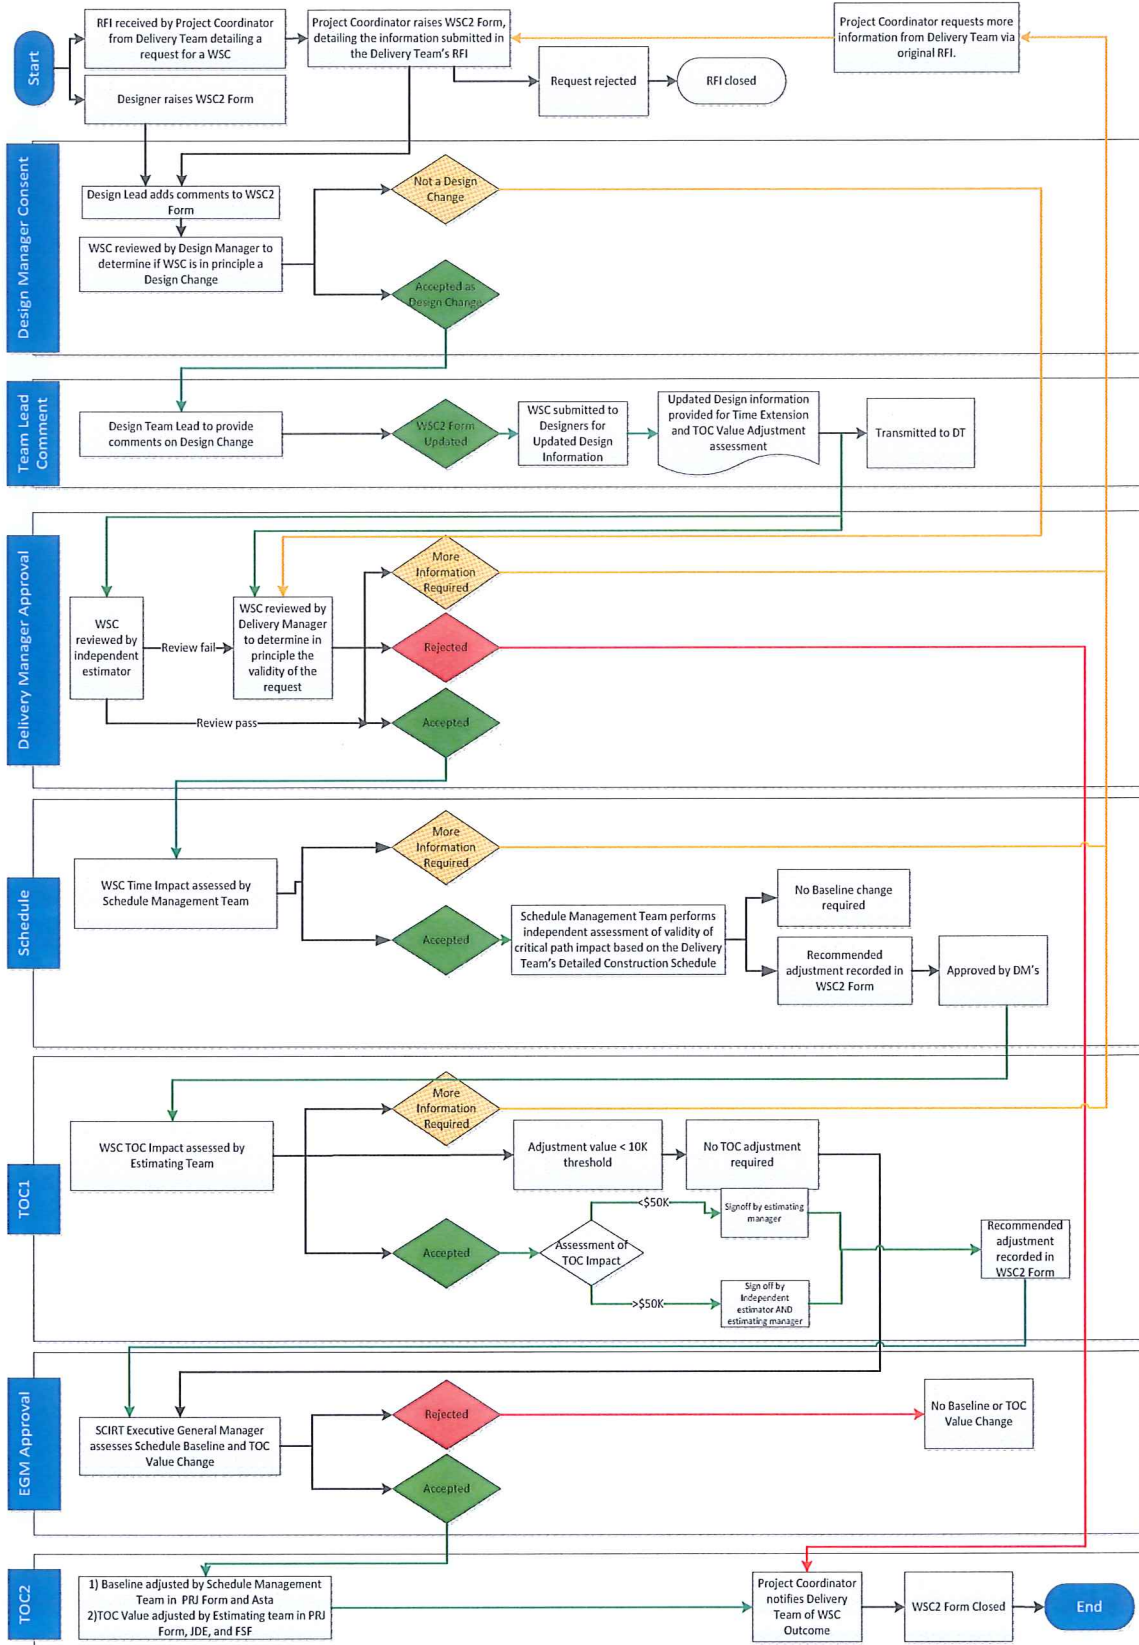 Start
RFI received by Project Coordinator
from Delivery Team detailing a
request for a WSC
Project Coordinator raises WSC2 Form,
detailing the information submitted in
the Delivery Team's RFI
Project Coordinator requests more
information from Delivery Team via
original RFI.
Designer raises WSC2 Form
Request rejected
RFI closed
Design Manager Consent
Design Lead adds comments to WSC2
Form
Not a Design
Change
WSC reviewed by Design Manager to
determine if WSC is in principle a
Design Change
Accepted as
Design Change
Team Lead
Comment
Design Team Lead to provide
comments on Design Change
WSC2 Form
Updated
WSC submitted to
Designers for
Updated Design
Information
Updated Design information
provided for Time Extension
and TOC Value Adjustment
assessment
Transmitted to DT
Delivery Manager Approval
WSC
reviewed by
independent
estimator
Review fail
WSC reviewed by
Delivery Manager
to determine in
principle the
validity of the
request
More
Information
Required
Rejected
Review pass
Accepted
Schedule
WSC Time Impact assessed by
Schedule Management Team
More
Information
Required
Accepted
Schedule Management Team performs
independent assessment of validity of
critical path impact based on the Delivery
Team's Detailed Construction Schedule
No Baseline change
required
Recommended
adjustment recorded in
WSC2 Form
Approved by DM's
TOC1
WSC TOC Impact assessed by
Estimating Team
More
Information
Required
Adjustment value < 10K
threshold
No TOC adjustment
required
Accepted
Assessment of
TOC Impact
<$50K
Signoff by estimating
manager
>$50K
Sign off by
Independent
estimator AND
estimating manager
Recommended
adjustment
recorded in
WSC2 Form
EGM Approval
SCIRT Executive General Manager
assesses Schedule Baseline and TOC
Value Change
Rejected
Accepted
No Baseline or TOC
Value Change
TOC2
1) Baseline adjusted by Schedule Management
Team in PRJ Form and Asta
2)TOC Value adjusted by Estimating team in PRJ
Form, JDE, and FSF
Project Coordinator
notifies Delivery
Team of WSC
Outcome
WSC2 Form Closed
End